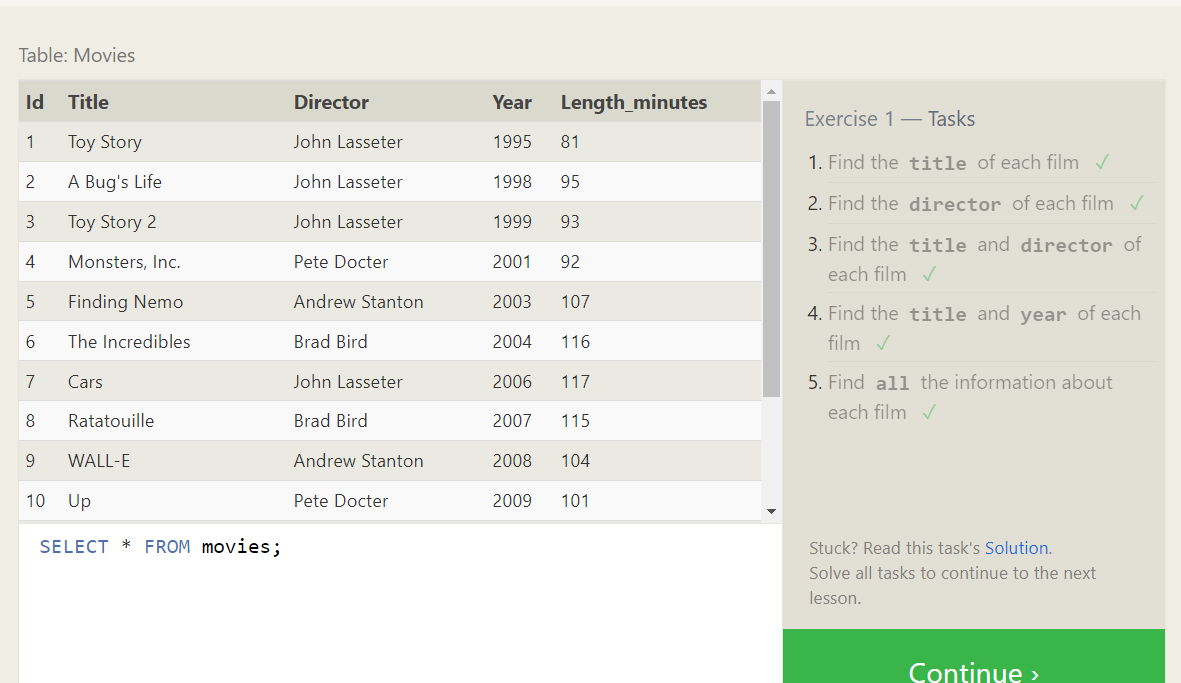 Table: Movies
Id Title Director Year Length_minutes
1 Toy Story John Lasseter 1995 81
2 A Bug's Life John Lasseter 1998 95
3 Toy Story 2 John Lasseter 1999 93
4 Monsters, Inc. Pete Docter 2001 92
5 Finding Nemo Andrew Stanton 2003 107
6 The Incredibles Brad Bird 2004 116
7 Cars John Lasseter 2006 117
8 Ratatouille Brad Bird 2007 115
9 WALL-E Andrew Stanton 2008 104
10 Up Pete Docter 2009 101
SELECT * FROM movies;
Exercise 1 — Tasks
1. Find the title of each film ✓
2. Find the director of each film ✓
3. Find the title and director of
each film ✓
4. Find the title and year of each
film ✓
5. Find all the information about
each film ✓
Stuck? Read this task's Solution.
Solve all tasks to continue to the next
lesson.
Continue ›